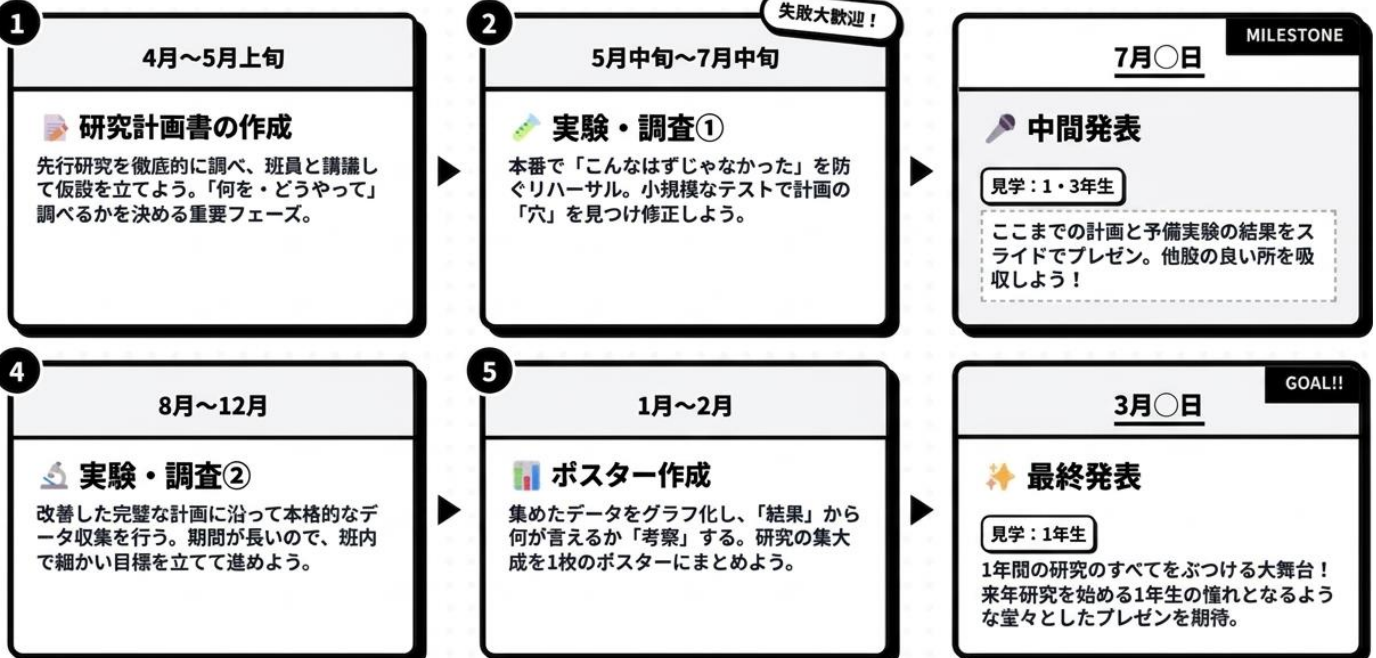 1
4月～5月上旬
研究計画書の作成
先行研究を徹底的に調べ、班員と講議し
て仮設を立てよう。「何を・どうやって」
調べるかを決める重要フェーズ。
2
失敗大歓迎！
5月中旬～7月中旬
実験・調査①
本番で「こんなはずじゃなかった」を防
ぐリハーサル。小規模なテストで計画の
「穴」を見つけ修正しよう。
MILESTONE
7月○日
中間発表
見学：1・3年生
ここまでの計画と予備実験の結果をス
ライドでプレゼン。他股の良い所を吸
収しよう！
4
8月～12月
実験・調査②
改善した完璧な計画に沿って本格的なデ
ータ収集を行う。期間が長いので、班内
で細かい目標を立てて進めよう。
5
1月～2月
ポスター作成
集めたデータをグラフ化し、「結果」から
何が言えるか「考察」する。研究の集大
成を1枚のポスターにまとめよう。
GOAL!!
3月○日
最終発表
見学：1年生
1年間の研究のすべてをぶつける大舞台！
来年研究を始める1年生の憧れとなるよう
な堂々としたプレゼンを期待。